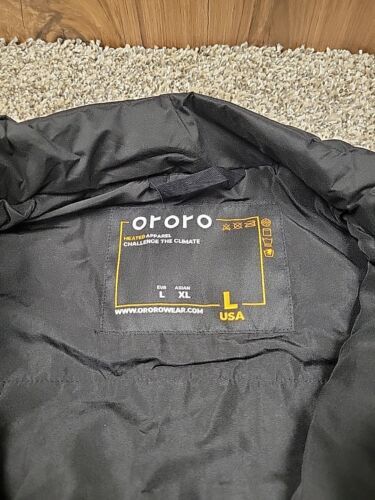 ororo
HEATED APPAREL
CHALLENGE THE CLIMATE
EUR ASIAN
L XL
L
USA
WWW.OROROWEAR.COM